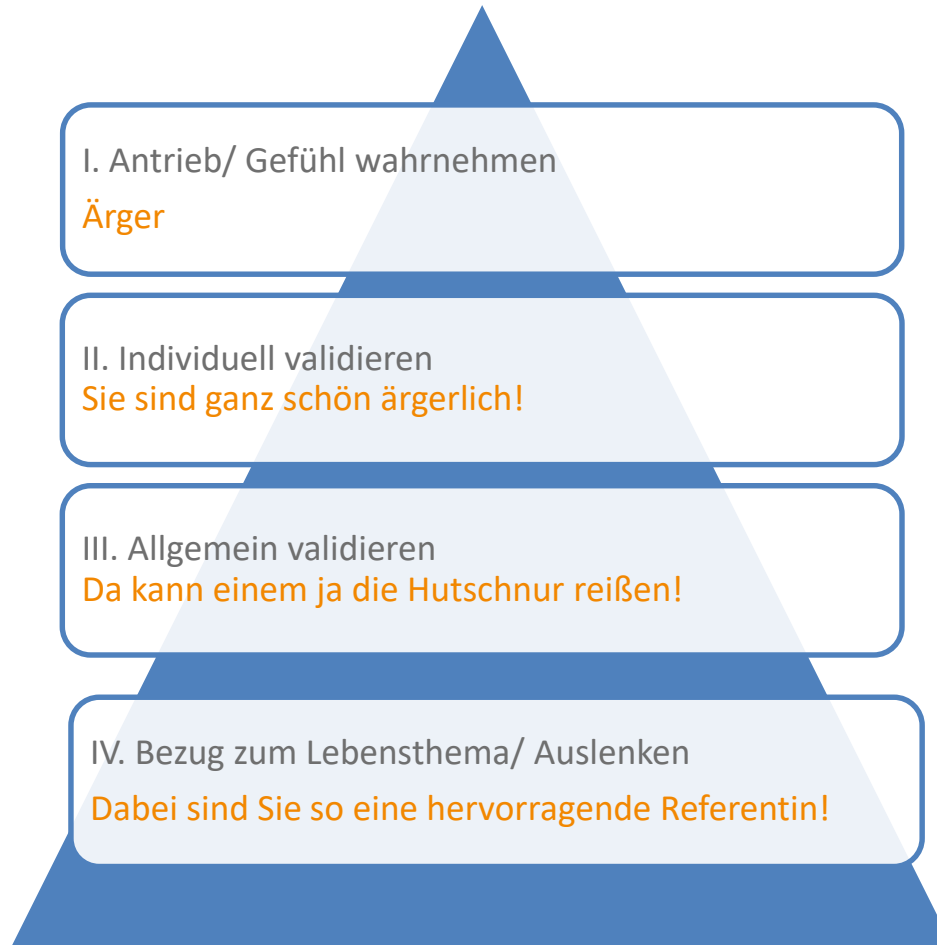 I. Antrieb/ Gefühl wahrnehmen
Ärger
II. Individuell validieren
Sie sind ganz schön ärgerlich!
III. Allgemein validieren
Da kann einem ja die Hutschnur reißen!
IV. Bezug zum Lebensthema/ Auslenken
Dabei sind Sie so eine hervorragende Referentin!